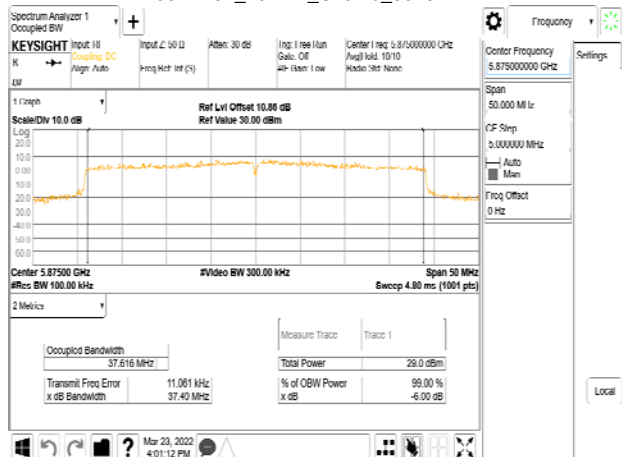 Spectrum Analyzer 1
Occupied BW
+
Frequency
KEYSIGHT
Input: RF
Coupling: DC
Align: Auto
Input Z: 50 Ω
Freq Ref: Int (S)
Atten: 30 dB
Trig: Free Run
Gate: Off
#IF Gain: Low
Center Freq: 5.875000000 GHz
Avg|Hold: 10/10
Radio Std: None
Center Frequency
5.875000000 GHz
Settings
Span
50.000 MHz
CF Step
5.000000 MHz
Auto
Man
Freq Offset
0 Hz
Local
1 Graph
Scale/Div 10.0 dB
Ref Lvl Offset 10.86 dB
Ref Value 30.00 dBm
Log
20.0
10.0
0.00
10.0
20.0
30.0
40.0
50.0
60.0
Center 5.87500 GHz
#Video BW 300.00 kHz
Span 50 MHz
#Res BW 100.00 kHz
Sweep 4.80 ms (1001 pts)
2 Metrics
Measure Trace
Trace 1
Occupied Bandwidth
37.616 MHz
Total Power
29.0 dBm
Transmit Freq Error
11.061 kHz
% of OBW Power
99.00 %
x dB Bandwidth
37.40 MHz
x dB
-6.00 dB
?
Mar 23, 2022
4:01:12 PM